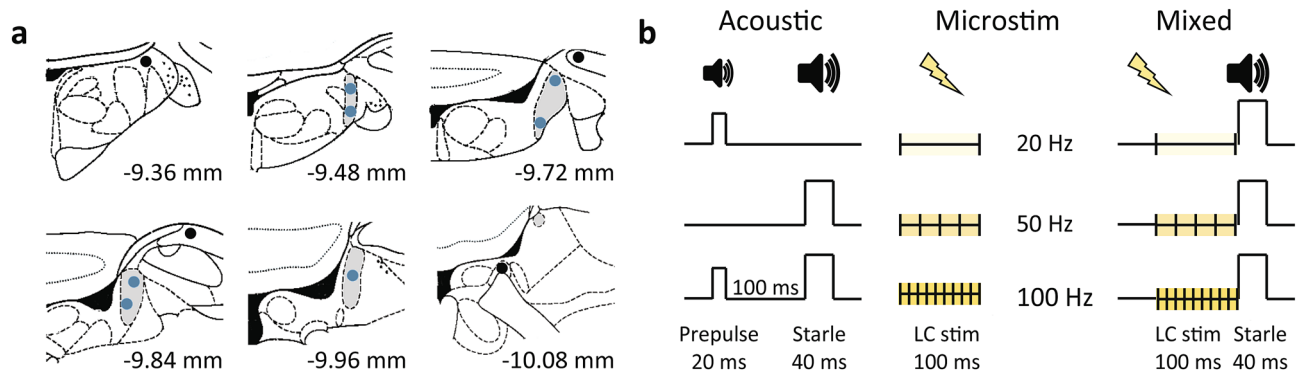 a
-9.36 mm
-9.48 mm
-9.72 mm
-9.84 mm
-9.96 mm
-10.08 mm
b
Acoustic
Microstim
Mixed
20 Hz
50 Hz
100 ms
100 Hz
Prepulse
20 ms
Starle
40 ms
LC stim
100 ms
LC stim
100 ms
Starle
40 ms